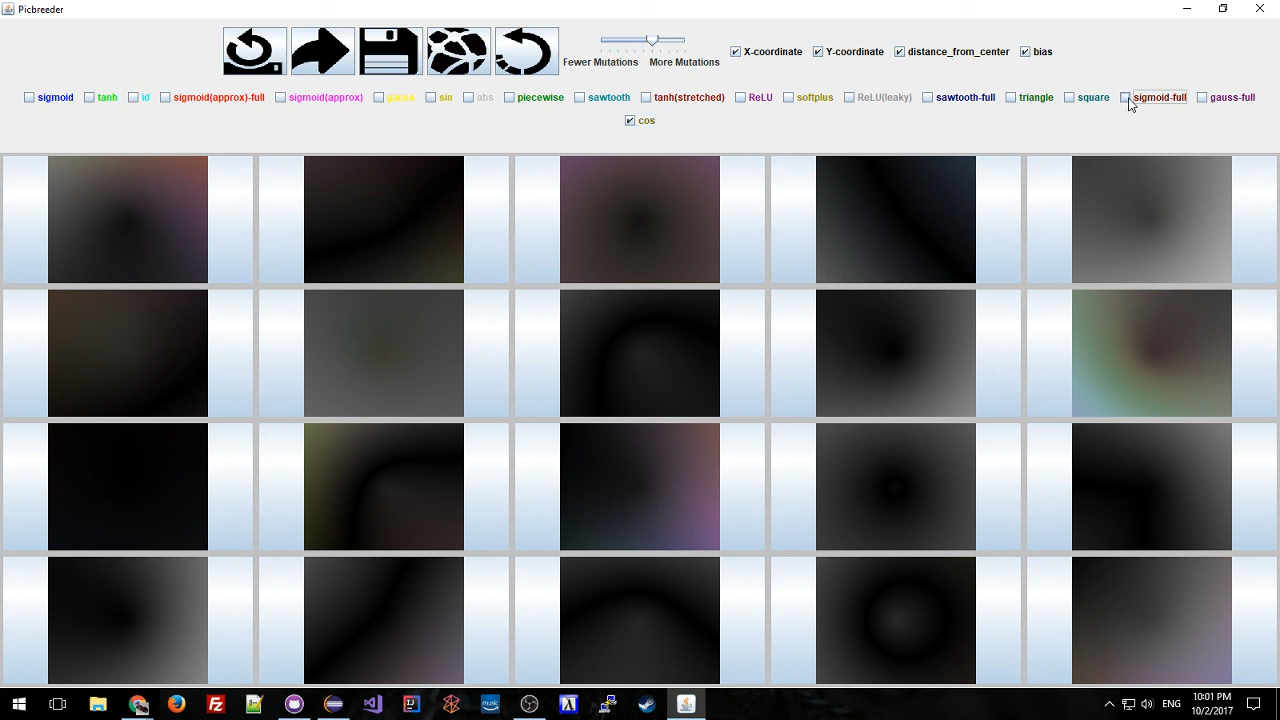 Picbreeder
Fewer Mutations More Mutations X-coordinate Y-coordinate distance_from_center bias
sigmoid tanh id sigmoid(approx)-full sigmoid(approx) gauss sin abs piecewise sawtooth tanh(stretched) ReLU softplus ReLU(leaky) sawtooth-full triangle square sigmoid-full gauss-full
cos
music
ENG
10:01 PM
10/2/2017